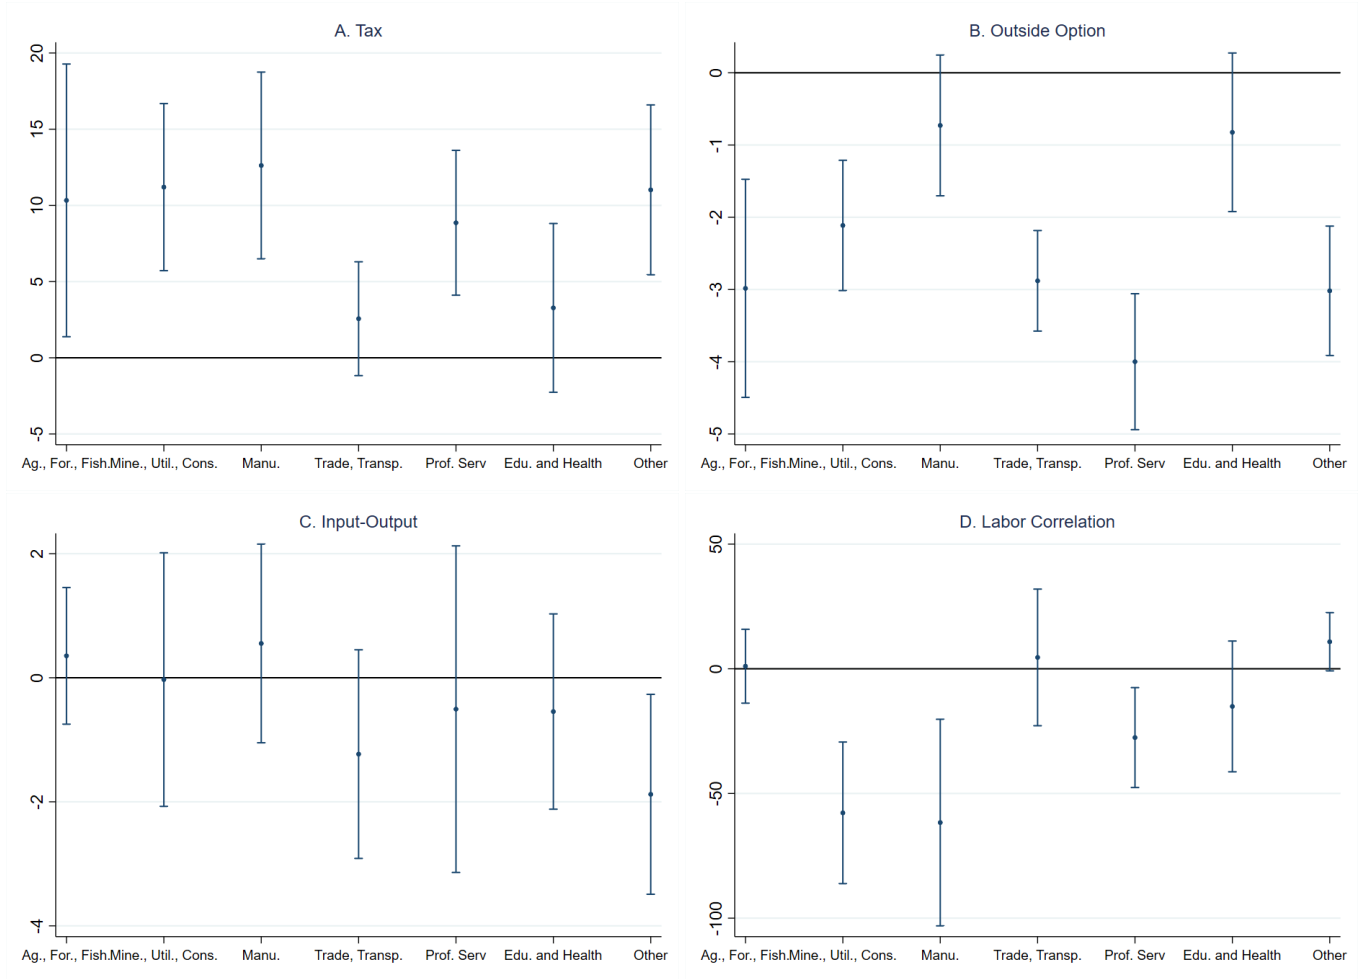 A. Tax
20
15
10
5
0
-5
Ag., For., Fish. Mine., Util., Cons. Manu. Trade, Transp. Prof. Serv Edu. and Health Other
B. Outside Option
0
-1
-2
-3
-4
-5
Ag., For., Fish. Mine., Util., Cons. Manu. Trade, Transp. Prof. Serv Edu. and Health Other
C. Input-Output
2
0
-2
-4
Ag., For., Fish. Mine., Util., Cons. Manu. Trade, Transp. Prof. Serv Edu. and Health Other
D. Labor Correlation
50
0
-50
-100
Ag., For., Fish. Mine., Util., Cons. Manu. Trade, Transp. Prof. Serv Edu. and Health Other